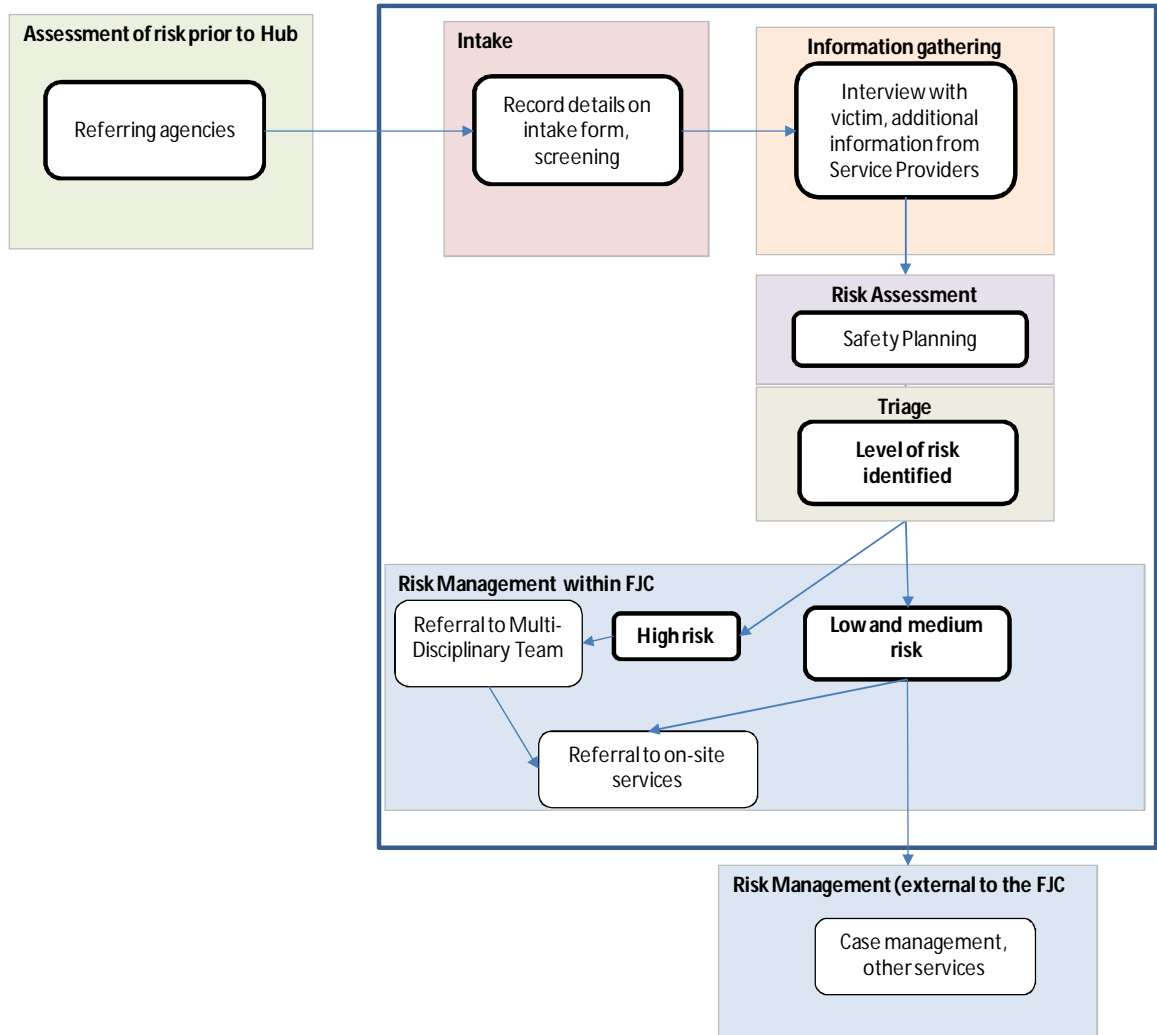 Assessment of risk prior to Hub
Referring agencies
Intake
Record details on
intake form,
screening
Information gathering
Interview with
victim, additional
information from
Service Providers
Risk Assessment
Safety Planning
Triage
Level of risk
identified
Risk Management within FJC
Referral to Multi-
Disciplinary Team
High risk
Low and medium
risk
Referral to on-site
services
Risk Management (external to the FJC
Case management,
other services